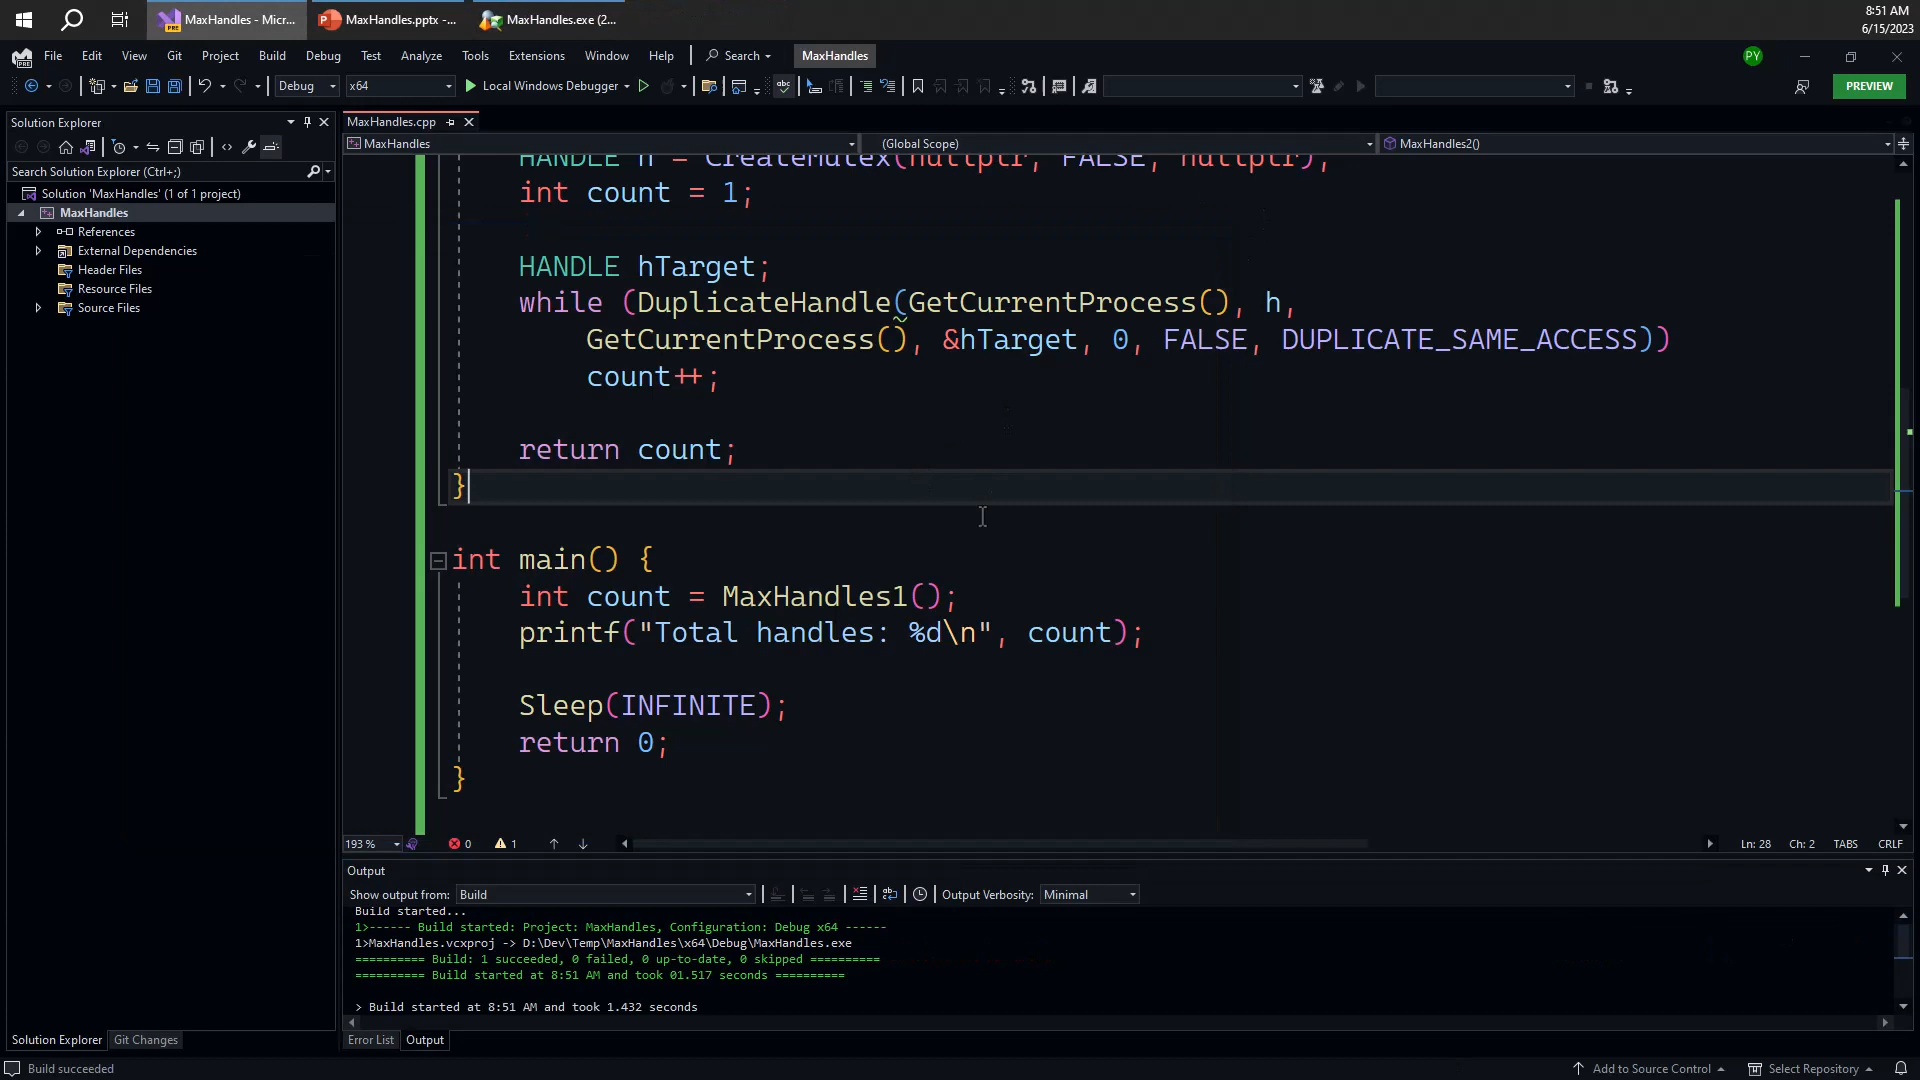 MaxHandles - Micr...
MaxHandles.pptx -...
MaxHandles.exe (2...
8:51 AM
6/15/2023
File Edit View Git Project Build Debug Test Analyze Tools Extensions Window Help Search MaxHandles PY
Debug x64 Local Windows Debugger PREVIEW
Solution Explorer
Search Solution Explorer (Ctrl+;)
Solution 'MaxHandles' (1 of 1 project)
MaxHandles
References
External Dependencies
Header Files
Resource Files
Source Files
MaxHandles.cpp
MaxHandles (Global Scope) MaxHandles2()
HANDLE h = CreateMutex(nullptr, FALSE, nullptr);
int count = 1;
HANDLE hTarget;
while (DuplicateHandle(GetCurrentProcess(), h,
GetCurrentProcess(), &hTarget, 0, FALSE, DUPLICATE_SAME_ACCESS))
count++;
return count;
}
int main() {
int count = MaxHandles1();
printf("Total handles: %d\n", count);
Sleep(INFINITE);
return 0;
}
193 % 0 1 Ln: 28 Ch: 2 TABS CRLF
Output
Show output from: Build Output Verbosity: Minimal
Build started...
1>------ Build started: Project: MaxHandles, Configuration: Debug x64 ------
1>MaxHandles.vcxproj -> D:\Dev\Temp\MaxHandles\x64\Debug\MaxHandles.exe
========== Build: 1 succeeded, 0 failed, 0 up-to-date, 0 skipped ==========
========== Build started at 8:51 AM and took 01.517 seconds ==========
> Build started at 8:51 AM and took 1.432 seconds
Solution Explorer Git Changes Error List Output
Build succeeded Add to Source Control Select Repository